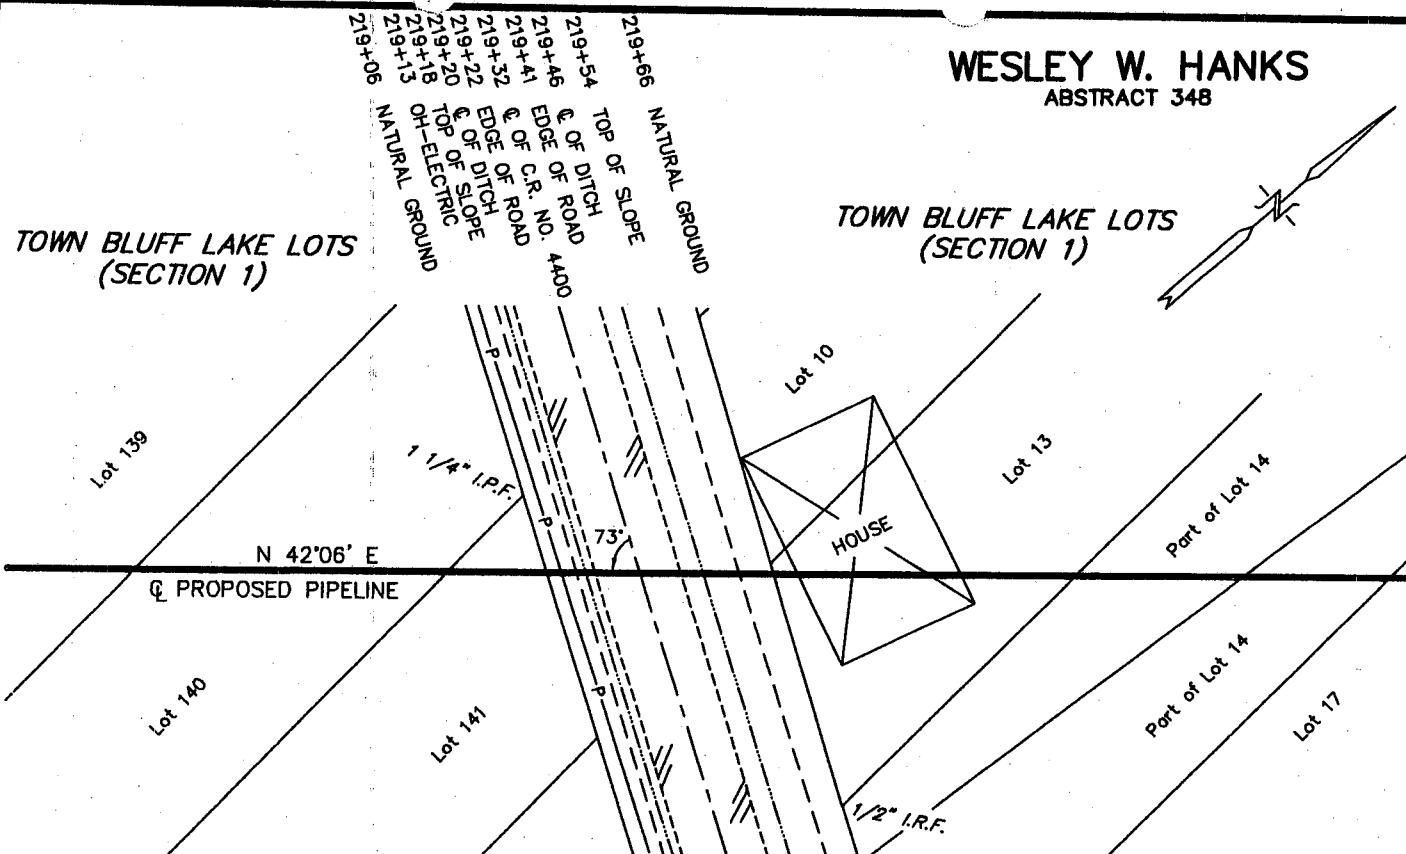 219+06 NATURAL GROUND
219+13 OH-ELECTRIC
219+18 TOP OF SLOPE
219+20 ℄ OF DITCH
219+22 EDGE OF ROAD
219+32 ℄ OF C.R. NO. 4400
219+41 EDGE OF ROAD
219+46 ℄ OF DITCH
219+54 TOP OF SLOPE
219+66 NATURAL GROUND
WESLEY W. HANKS
ABSTRACT 348
TOWN BLUFF LAKE LOTS
(SECTION 1)
TOWN BLUFF LAKE LOTS
(SECTION 1)
N
P
Lot 10
Lot 139
1 1/4" I.P.F.
Lot 13
Part of Lot 14
P
73°
HOUSE
N 42°06' E
℄ PROPOSED PIPELINE
Lot 140
Lot 141
P
Part of Lot 14
Lot 17
1/2" I.R.F.